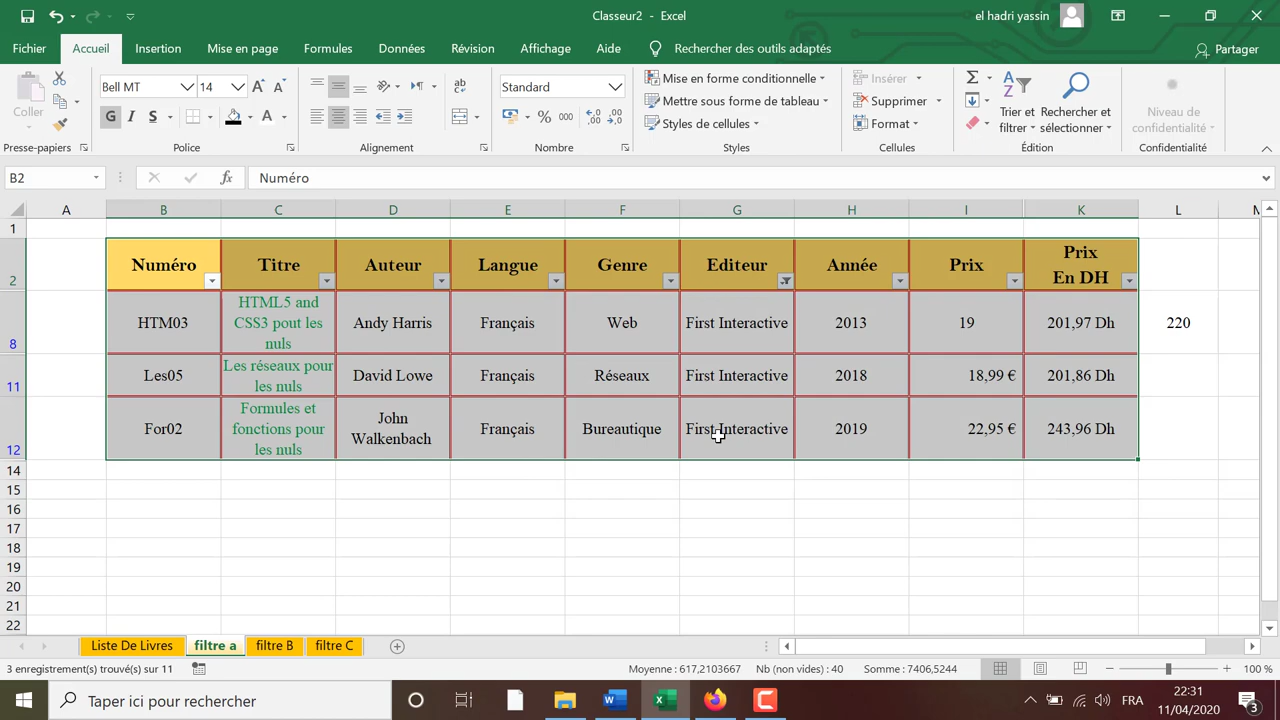 Classeur2 - Excel
el hadri yassin
Fichier Accueil Insertion Mise en page Formules Données Révision Affichage Aide Rechercher des outils adaptés Partager
Coller
Bell MT 14
G I S A
Standard
% 000
Mise en forme conditionnelle
Mettre sous forme de tableau
Styles de cellules
Insérer
Supprimer
Format
Trier et filtrer
Rechercher et sélectionner
Niveau de confidentialité
Presse-papiers Police Alignement Nombre Styles Cellules Édition Confidentialité
B2 fx Numéro
A B C D E F G H I K L M
1
2 Numéro Titre Auteur Langue Genre Editeur Année Prix Prix En DH
8 HTM03 HTML5 and CSS3 pout les nuls Andy Harris Français Web First Interactive 2013 19 201,97 Dh 220
11 Les05 Les réseaux pour les nuls David Lowe Français Réseaux First Interactive 2018 18,99 € 201,86 Dh
12 For02 Formules et fonctions pour les nuls John Walkenbach Français Bureautique First Interactive 2019 22,95 € 243,96 Dh
14
15
16
17
18
19
20
21
22
Liste De Livres filtre a filtre B filtre C
3 enregistrement(s) trouvé(s) sur 11 Moyenne : 617,2103667 Nb (non vides) : 40 Somme : 7406,5244 100 %
Taper ici pour rechercher FRA 22:31
11/04/2020 3